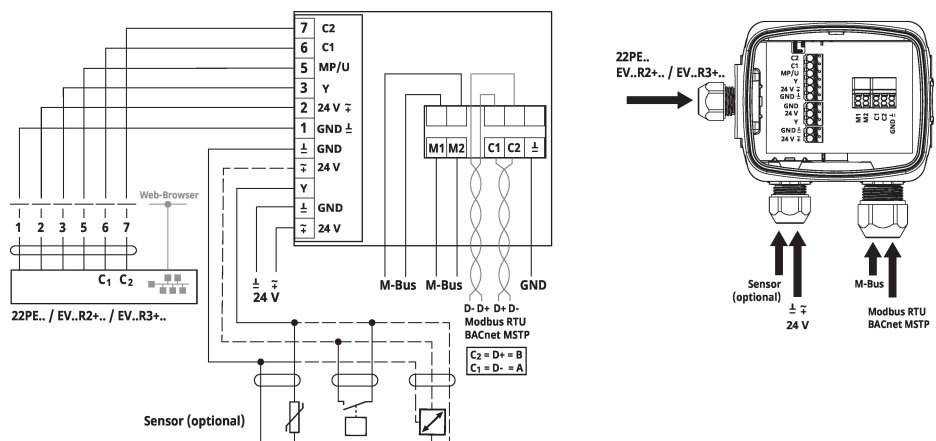 7 C2
6 C1
5 MP/U
3 Y
2 24 V ⏦
1 GND ⏊
⏊ GND
⏦ 24 V
Y
⏊ GND
⏦ 24 V
M1 M2 C1 C2 ⏊
Web-Browser
1 2 3 5 6 7
C1 C2
22PE.. / EV..R2+.. / EV..R3+..
24 V
M-Bus M-Bus GND
D- D+ D+ D-
Modbus RTU
BACnet MSTP
C2 = D+ = B
C1 = D- = A
Sensor (optional)
22PE..
EV..R2+.. / EV..R3+..
C2
C1
MP/U
Y
24 V
GND
GND
24 V
Y
GND
24 V
M1
M2
C1
C2
GND
Sensor
(optional)
24 V
M-Bus
Modbus RTU
BACnet MSTP